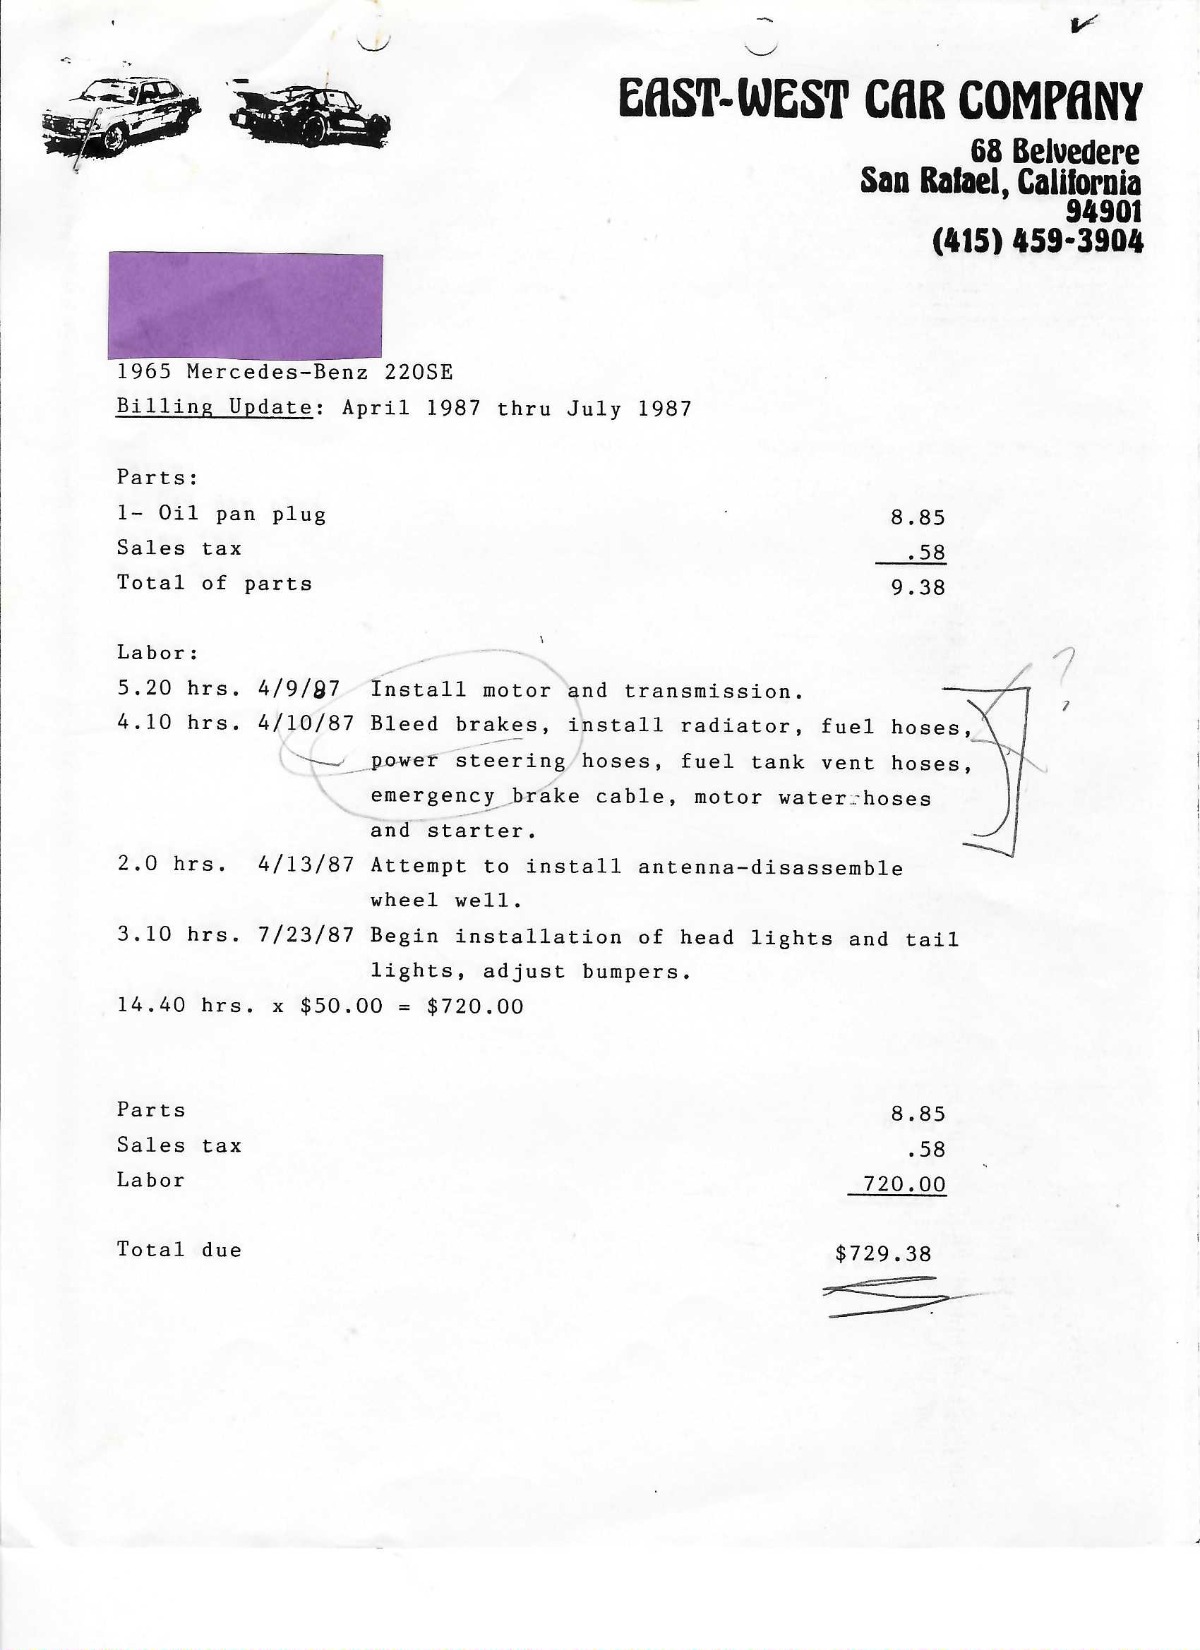 EAST-WEST CAR COMPANY
68 Belvedere
San Rafael, California
94901
(415) 459-3904
1965 Mercedes-Benz 220SE
Billing Update: April 1987 thru July 1987
Parts:
1- Oil pan plug 8.85
Sales tax .58
Total of parts 9.38
Labor:
5.20 hrs. 4/9/87 Install motor and transmission.
4.10 hrs. 4/10/87 Bleed brakes, install radiator, fuel hoses,
power steering hoses, fuel tank vent hoses,
emergency brake cable, motor water hoses
and starter.
?
2.0 hrs. 4/13/87 Attempt to install antenna-disassemble
wheel well.
3.10 hrs. 7/23/87 Begin installation of head lights and tail
lights, adjust bumpers.
14.40 hrs. x $50.00 = $720.00
Parts 8.85
Sales tax .58
Labor 720.00
Total due $729.38